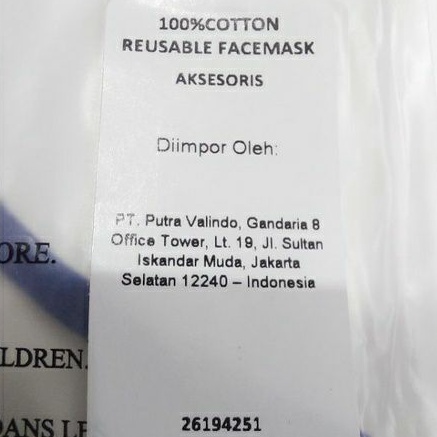 100%COTTON
REUSABLE FACEMASK
AKSESORIS
Diimpor Oleh:
PT. Putra Valindo, Gandaria 8
Office Tower, Lt. 19, Jl. Sultan
Iskandar Muda, Jakarta
Selatan 12240 – Indonesia
ORE.
LDREN.
DANS LE
26194251